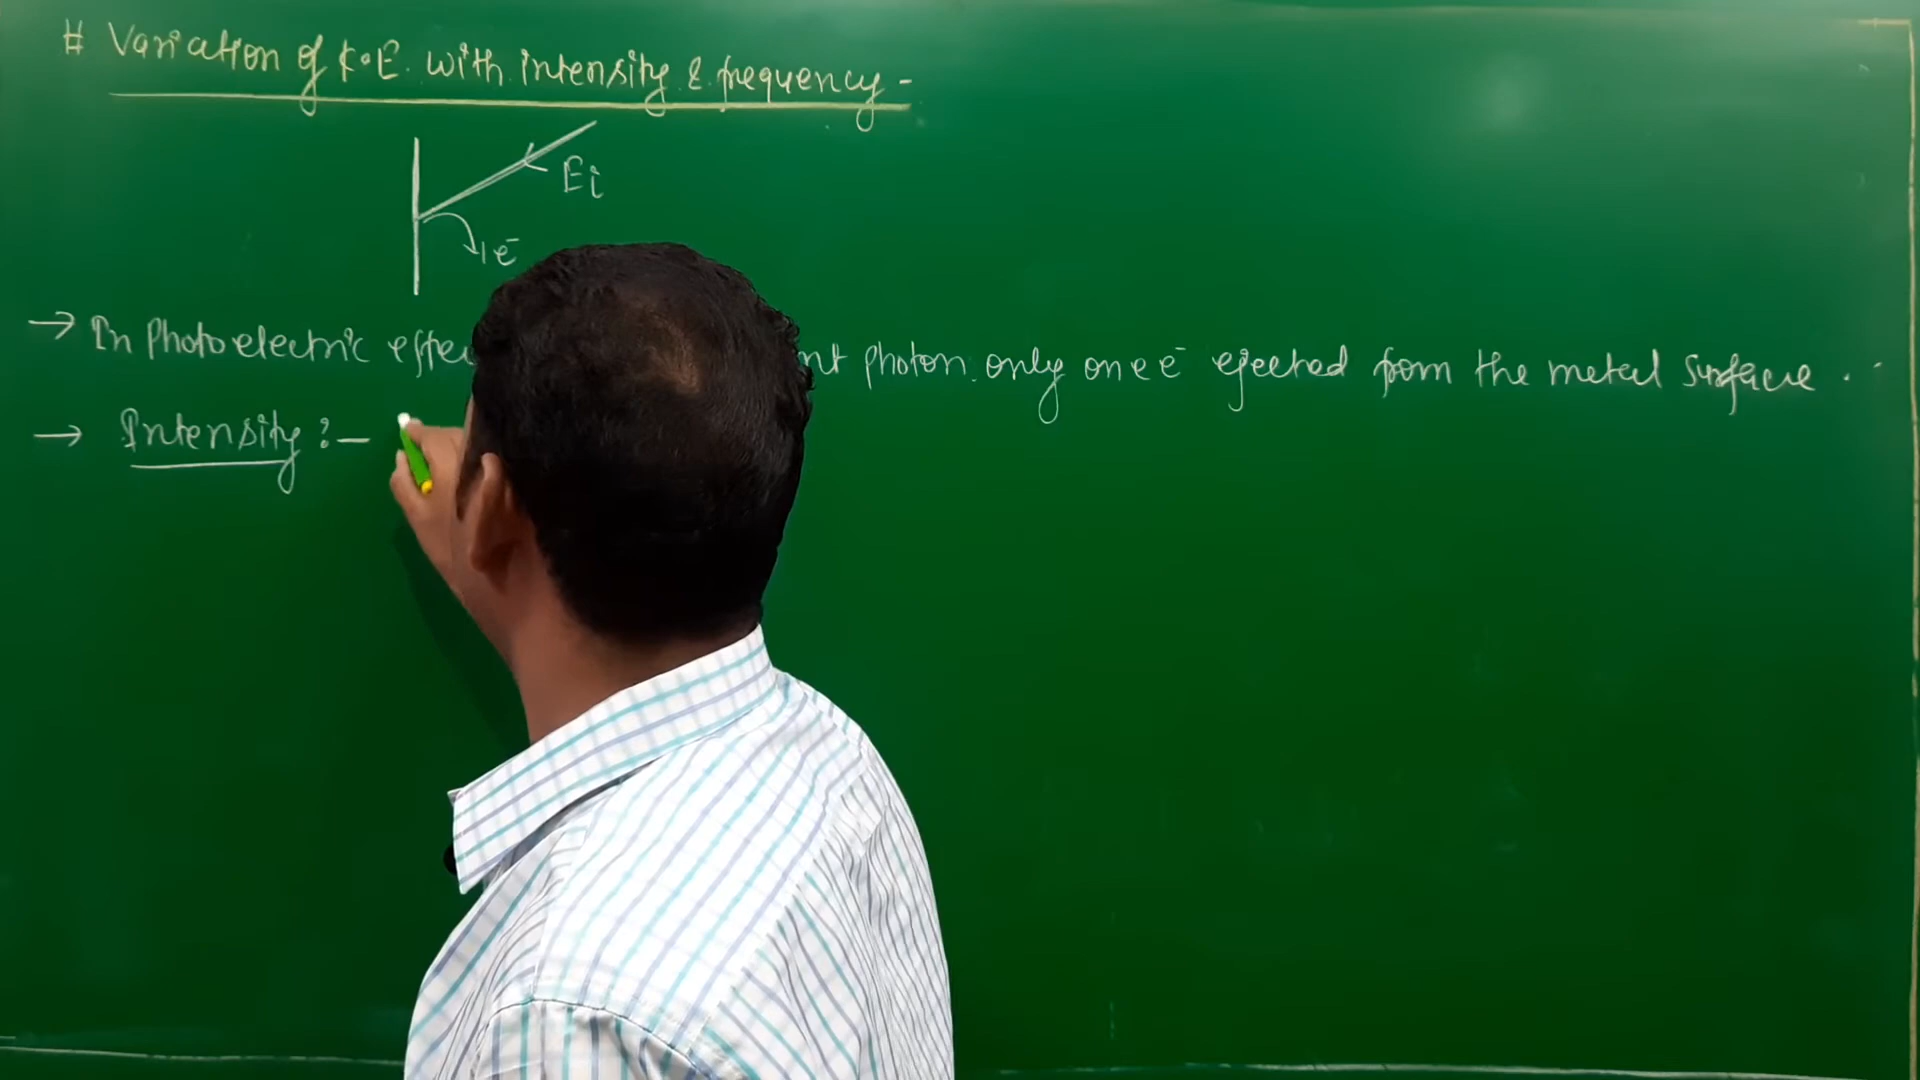 # Variation of K.E. with intensity & frequency -
Ei
1e-
→ In Photoelectric effe nt photon only one e- ejected from the metal surface.
→ Intensity :-